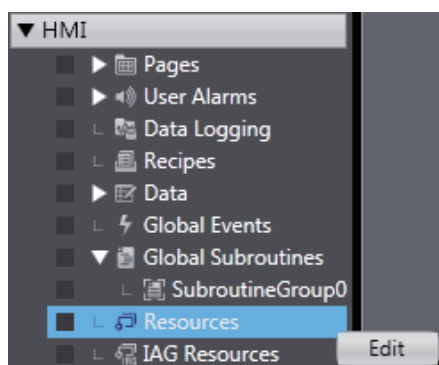 HMI
Pages
User Alarms
Data Logging
Recipes
Data
Global Events
Global Subroutines
SubroutineGroup0
Resources
IAG Resources
Edit